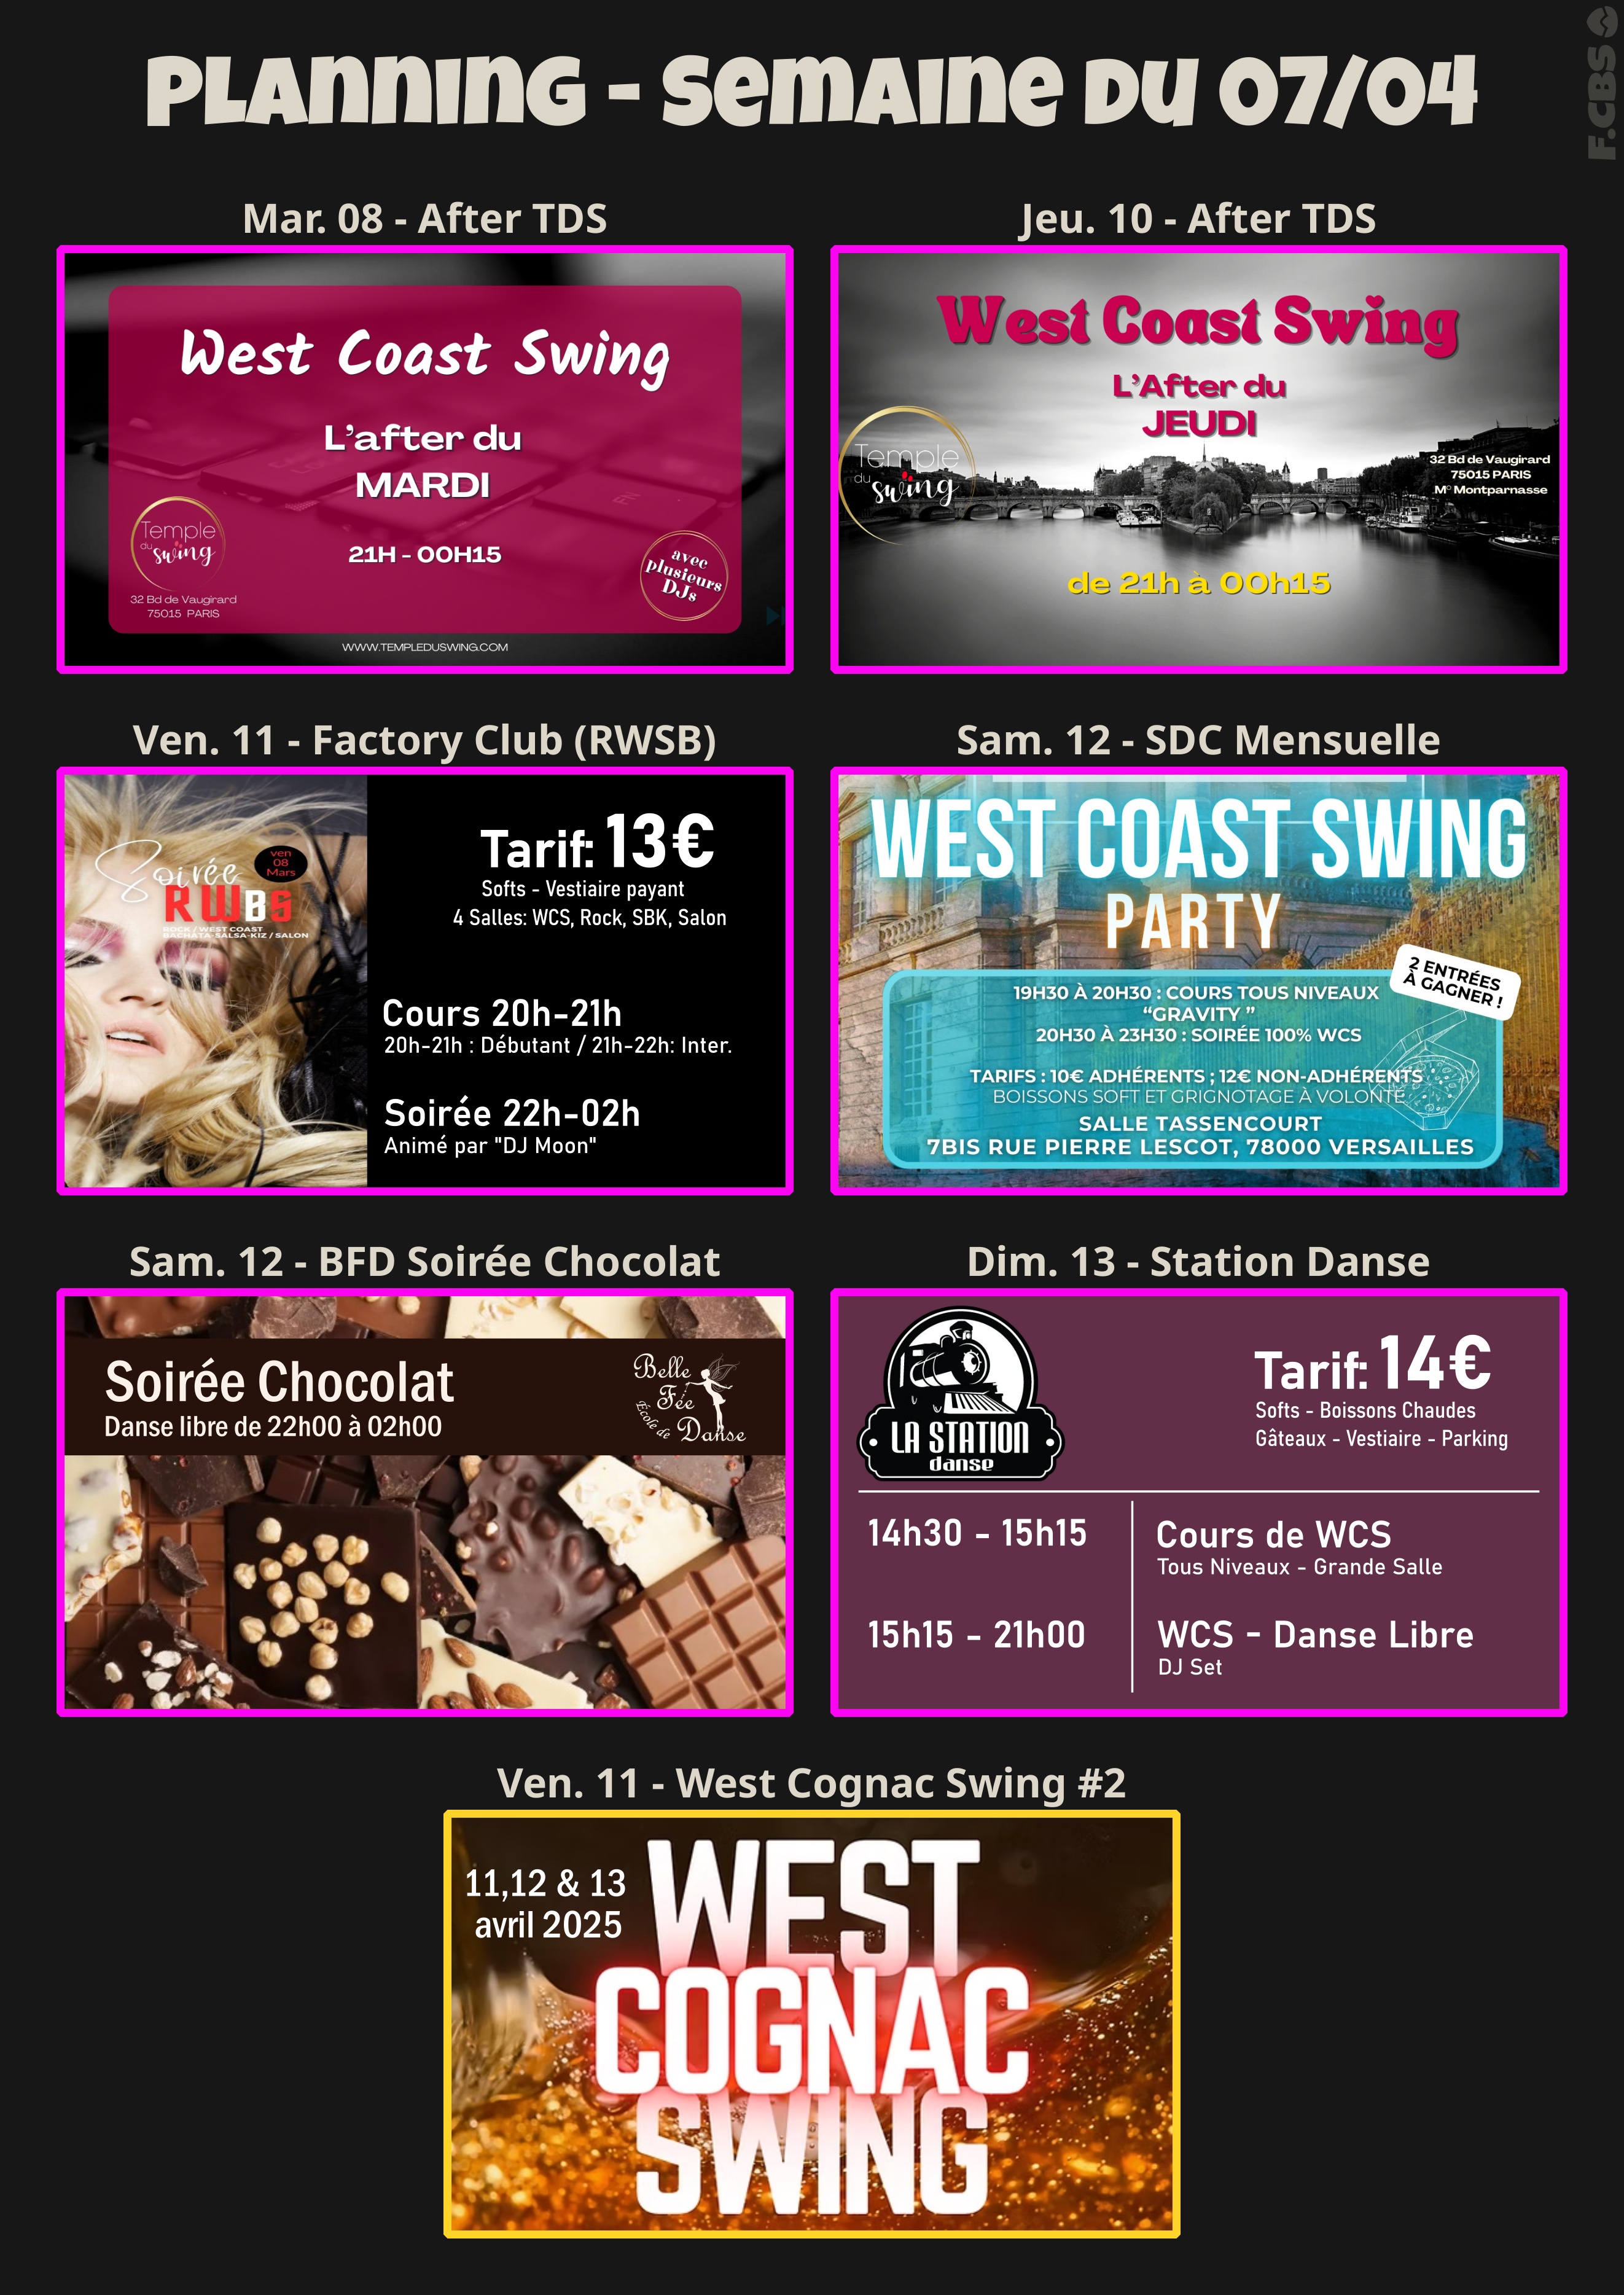 PLANNING - SEMAINE DU 07/04
F.CBS
Mar. 08 - After TDS
West Coast Swing
L'after du
MARDI
21H - 00H15
Temple
du swing
32 Bd de Vaugirard
75015 PARIS
avec
plusieurs
DJs
WWW.TEMPLEDUSWING.COM
Jeu. 10 - After TDS
West Coast Swing
L'After du
JEUDI
Temple
du swing
32 Bd de Vaugirard
75015 PARIS
M° Montparnasse
de 21h à 00h15
Ven. 11 - Factory Club (RWSB)
Soirée
ven
08
Mars
RWBS
ROCK / WEST COAST
BACHATA-SALSA-KIZ / SALON
Tarif: 13€
Softs - Vestiaire payant
4 Salles: WCS, Rock, SBK, Salon
Cours 20h-21h
20h-21h : Débutant / 21h-22h: Inter.
Soirée 22h-02h
Animé par "DJ Moon"
Sam. 12 - SDC Mensuelle
WEST COAST SWING
PARTY
2 ENTRÉES
À GAGNER !
19H30 À 20H30 : COURS TOUS NIVEAUX
“GRAVITY ”
20H30 À 23H30 : SOIRÉE 100% WCS
TARIFS : 10€ ADHÉRENTS ; 12€ NON-ADHÉRENTS
BOISSONS SOFT ET GRIGNOTAGE À VOLONTÉ
SALLE TASSENCOURT
7BIS RUE PIERRE LESCOT, 78000 VERSAILLES
Sam. 12 - BFD Soirée Chocolat
Soirée Chocolat
Danse libre de 22h00 à 02h00
Belle
Fée
École de Danse
Dim. 13 - Station Danse
LA STATION
danse
Tarif: 14€
Softs - Boissons Chaudes
Gâteaux - Vestiaire - Parking
14h30 - 15h15
Cours de WCS
Tous Niveaux - Grande Salle
15h15 - 21h00
WCS - Danse Libre
DJ Set
Ven. 11 - West Cognac Swing #2
11,12 & 13
avril 2025
WEST
COGNAC
SWING